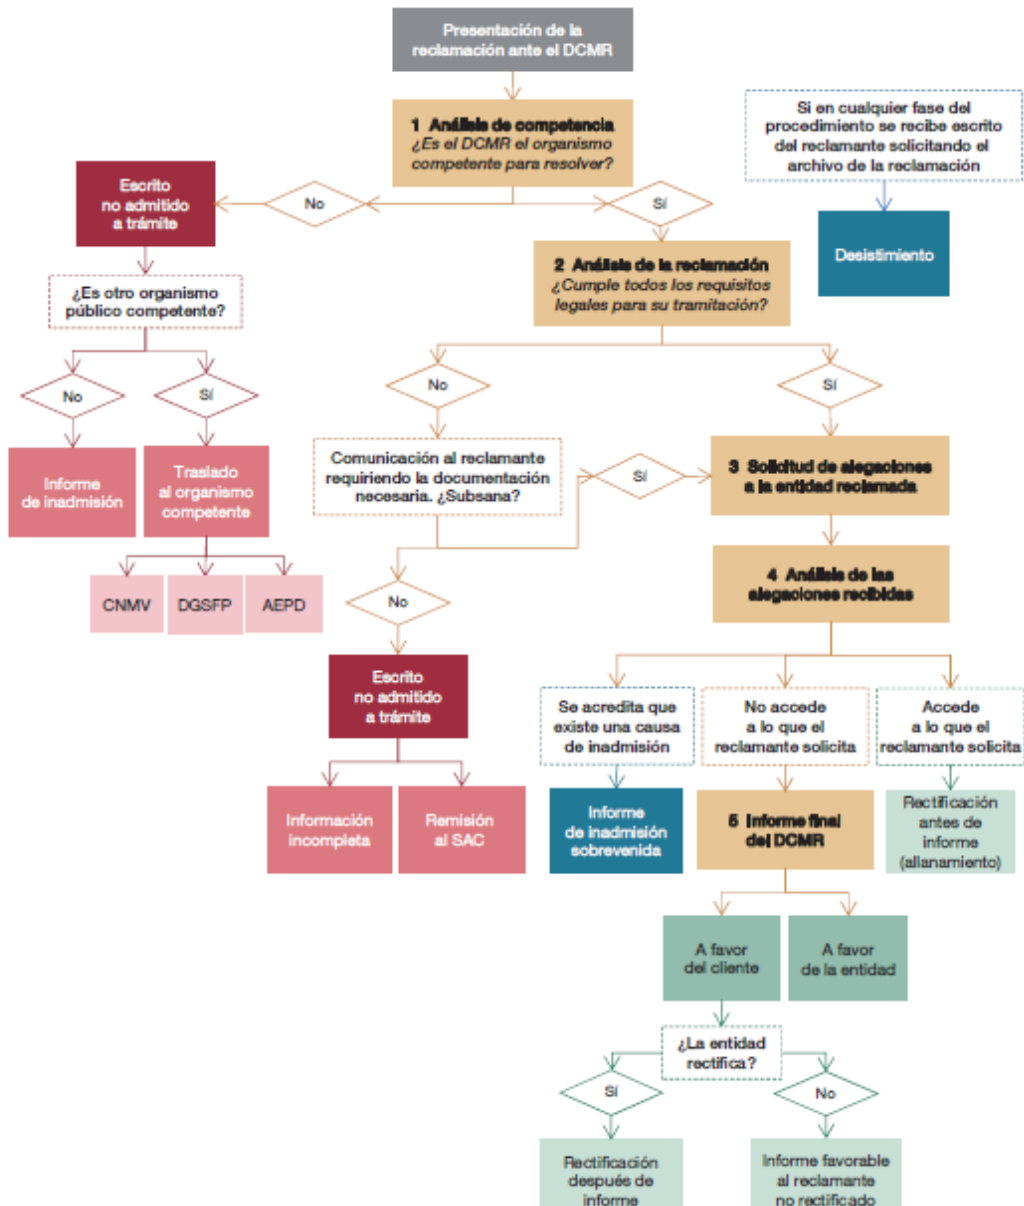 Presentación de la
reclamación ante el DCMR
1 Análisis de competencia
¿Es el DCMR el organismo
competente para resolver?
Si en cualquier fase del
procedimiento se recibe escrito
del reclamante solicitando el
archivo de la reclamación
Escrito
no admitido
a trámite
No
Sí
Desistimiento
2 Análisis de la reclamación
¿Cumple todos los requisitos
legales para su tramitación?
¿Es otro organismo
público competente?
No
Sí
No
Sí
Informe
de inadmisión
Traslado
al organismo
competente
Comunicación al reclamante
requiriendo la documentación
necesaria. ¿Subsana?
Sí
3 Solicitud de alegaciones
a la entidad reclamada
CNMV
DGSFP
AEPD
No
4 Análisis de las
alegaciones recibidas
Escrito
no admitido
a trámite
Se acredita que
existe una causa
de inadmisión
No accede
a lo que el
reclamante solicita
Accede
a lo que el
reclamante solicita
Información
incompleta
Remisión
al SAC
Informe
de inadmisión
sobrevenida
5 Informe final
del DCMR
Rectificación
antes de
informe
(allanamiento)
A favor
del cliente
A favor
de la entidad
¿La entidad
rectifica?
Sí
No
Rectificación
después de
informe
Informe favorable
al reclamante
no rectificado